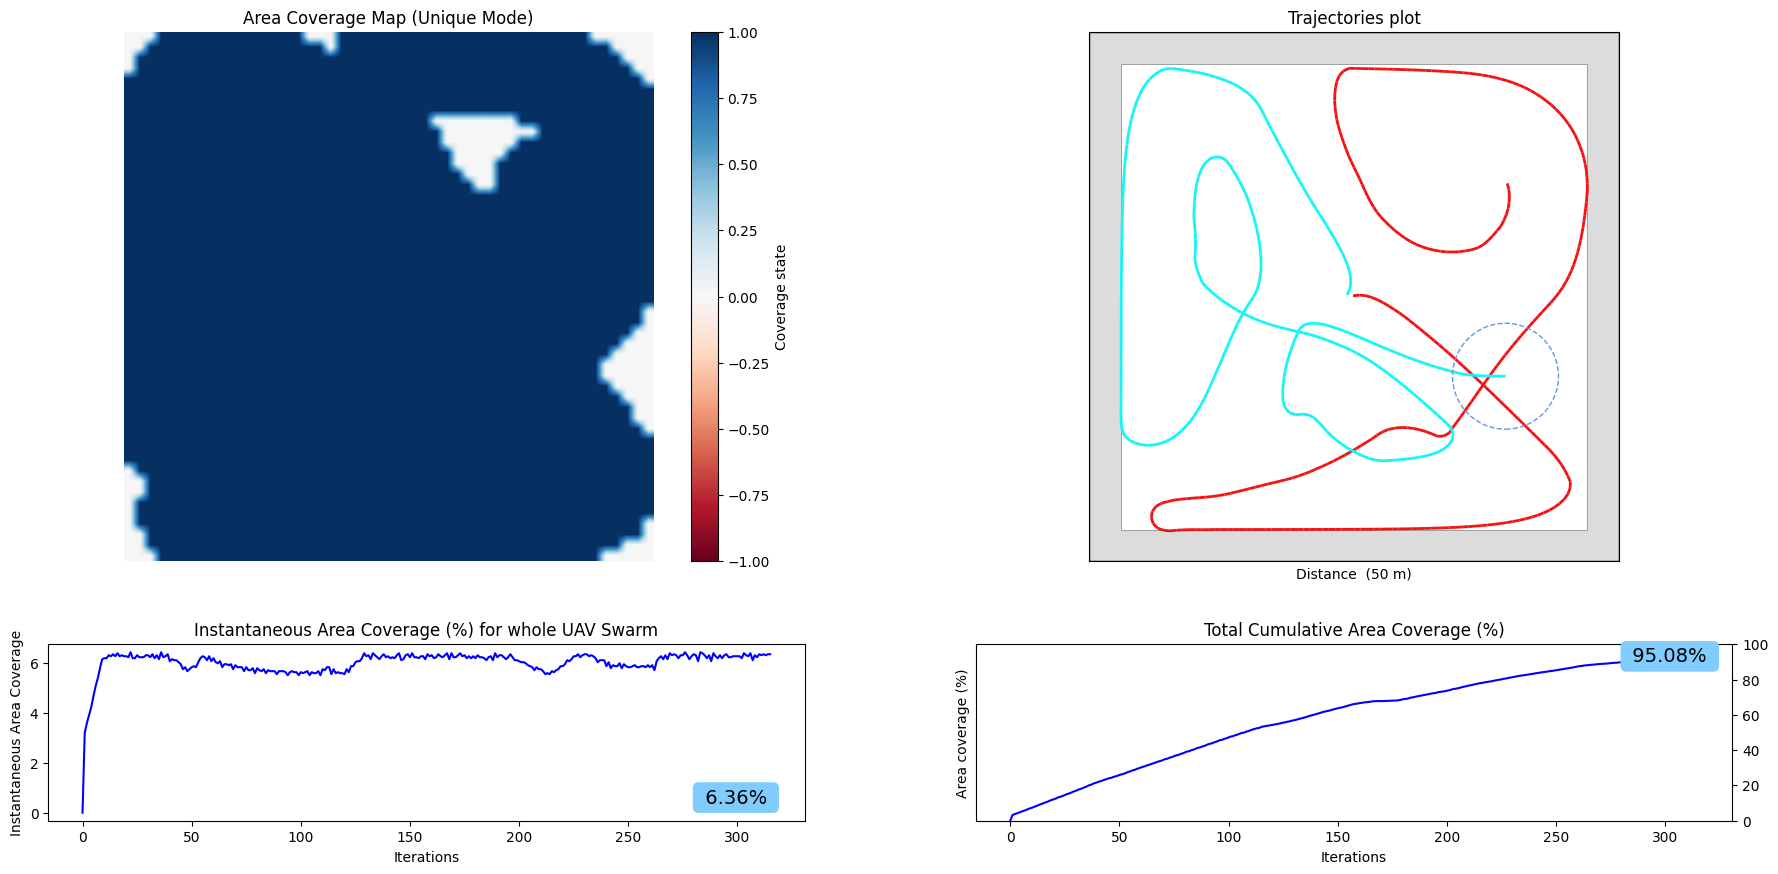 Area Coverage Map (Unique Mode)
1.00
0.75
0.50
0.25
0.00
−0.25
−0.50
−0.75
−1.00
Coverage state
Trajectories plot
Distance  (50 m)
Instantaneous Area Coverage (%) for whole UAV Swarm
Instantaneous Area Coverage
6
4
2
0
6.36%
0 50 100 150 200 250 300
Iterations
Total Cumulative Area Coverage (%)
Area coverage (%)
95.08%
100
80
60
40
20
0
0 50 100 150 200 250 300
Iterations